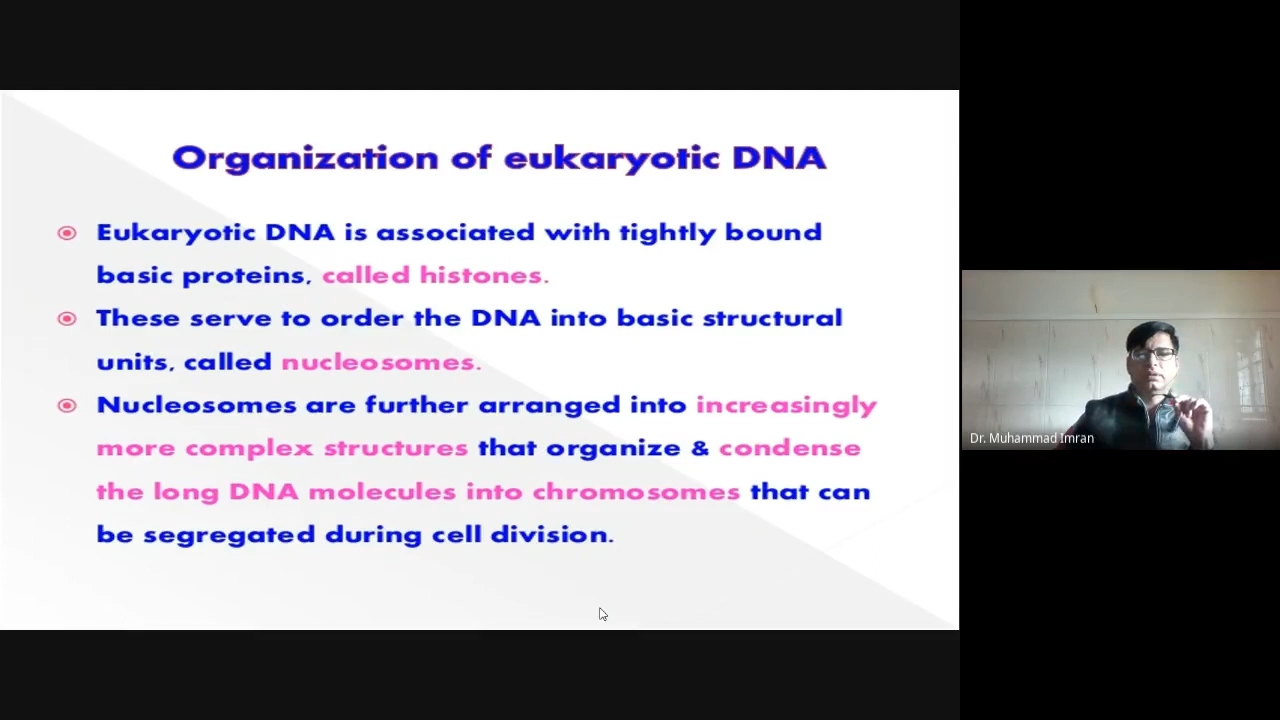 Organization of eukaryotic DNA
Eukaryotic DNA is associated with tightly bound
basic proteins, called histones.
These serve to order the DNA into basic structural
units, called nucleosomes.
Nucleosomes are further arranged into increasingly
more complex structures that organize & condense
the long DNA molecules into chromosomes that can
be segregated during cell division.
Dr. Muhammad Imran